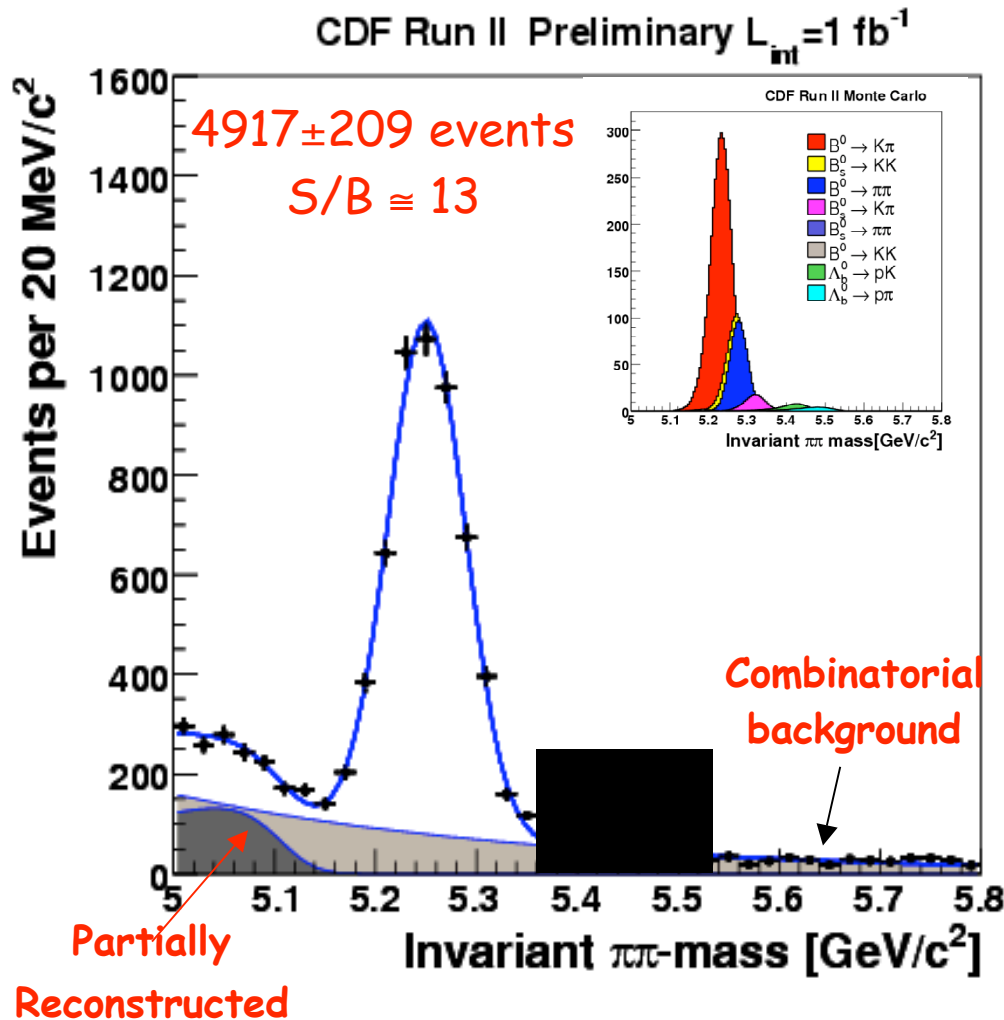 CDF Run II Preliminary L_int=1 fb⁻¹
Events per 20 MeV/c²
1600
1400
1200
1000
800
600
400
200
0
4917±209 events
S/B ≅ 13
CDF Run II Monte Carlo
300
250
200
150
100
50
0
B⁰ → Kπ
B⁰ₛ → KK
B⁰ → ππ
B⁰ₛ → Kπ
B⁰ₛ → ππ
B⁰ → KK
Λ⁰_b → pK
Λ⁰_b → pπ
5 5.1 5.2 5.3 5.4 5.5 5.6 5.7 5.8
Invariant ππ mass[GeV/c²]
Combinatorial
background
5 5.1 5.2 5.3 5.4 5.5 5.6 5.7 5.8
Invariant ππ-mass [GeV/c²]
Partially
Reconstructed